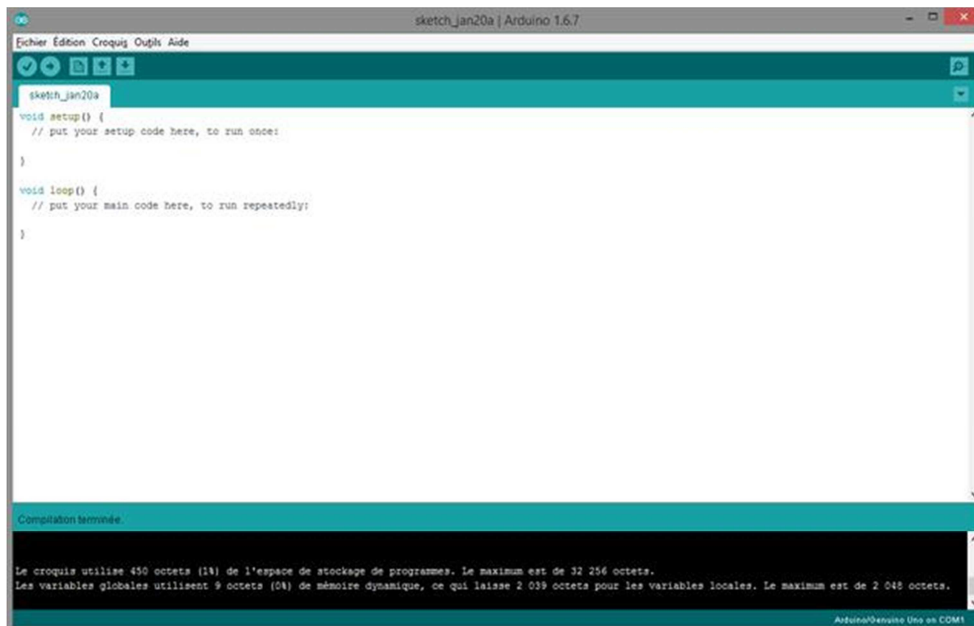 sketch_jan20a | Arduino 1.6.7
Fichier Édition Croquis Outils Aide
sketch_jan20a
void setup() {
// put your setup code here, to run once:
}
void loop() {
// put your main code here, to run repeatedly:
}
Compilation terminée.
Le croquis utilise 450 octets (1%) de l'espace de stockage de programmes. Le maximum est de 32 256 octets.
Les variables globales utilisent 9 octets (0%) de mémoire dynamique, ce qui laisse 2 039 octets pour les variables locales. Le maximum est de 2 048 octets.
Arduino/Genuino Uno on COM1